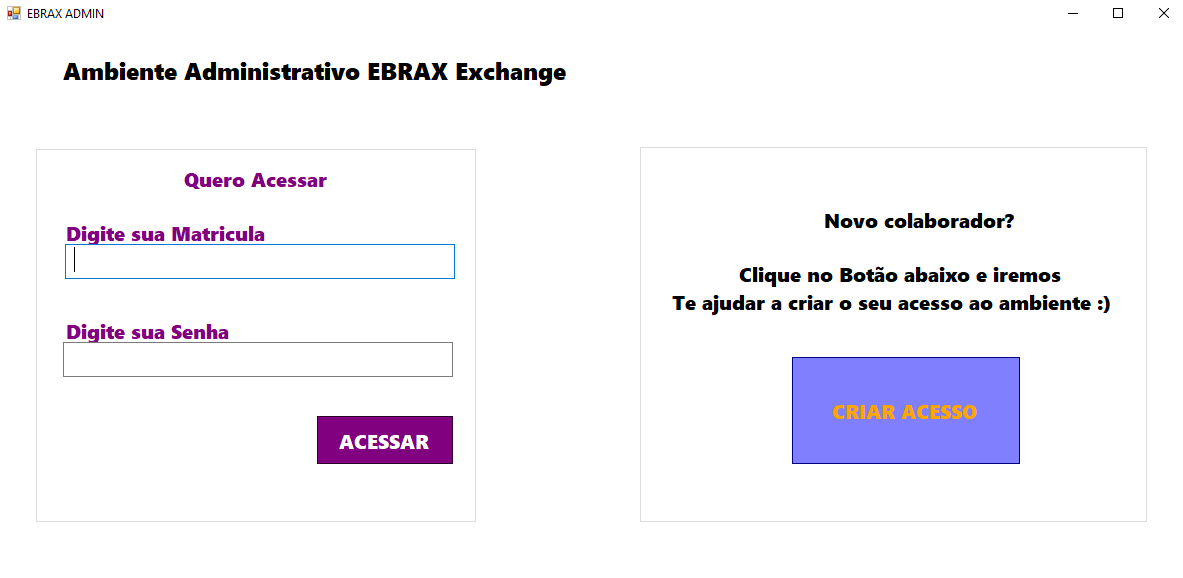 EBRAX ADMIN
Ambiente Administrativo EBRAX Exchange
Quero Acessar
Digite sua Matricula
Digite sua Senha
ACESSAR
Novo colaborador?
Clique no Botão abaixo e iremos
Te ajudar a criar o seu acesso ao ambiente :)
CRIAR ACESSO